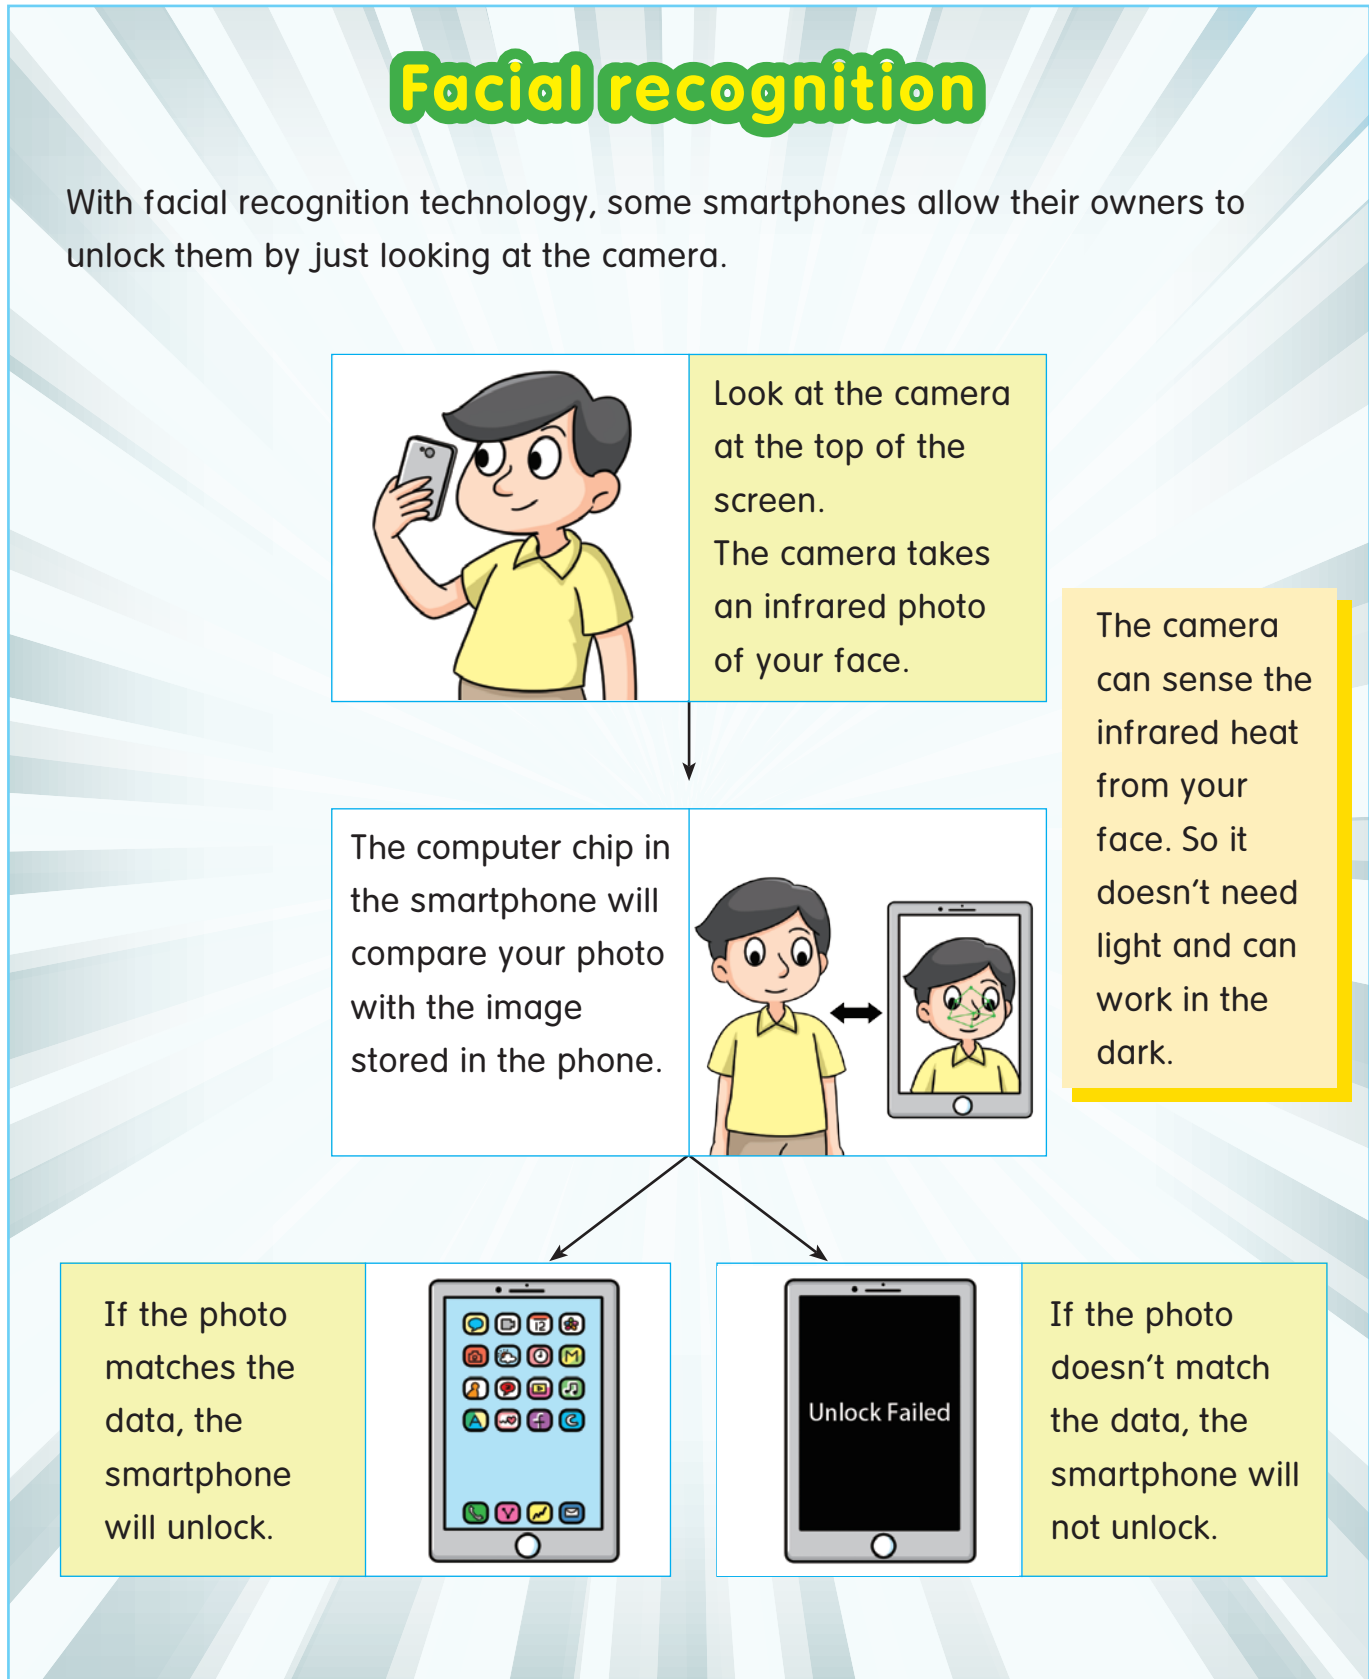 Facial recognition
With facial recognition technology, some smartphones allow their owners to
unlock them by just looking at the camera.
Look at the camera
at the top of the
screen.
The camera takes
an infrared photo
of your face.
The camera
can sense the
infrared heat
from your
face. So it
doesn't need
light and can
work in the
dark.
The computer chip in
the smartphone will
compare your photo
with the image
stored in the phone.
If the photo
matches the
data, the
smartphone
will unlock.
12
M
Unlock Failed
If the photo
doesn't match
the data, the
smartphone will
not unlock.